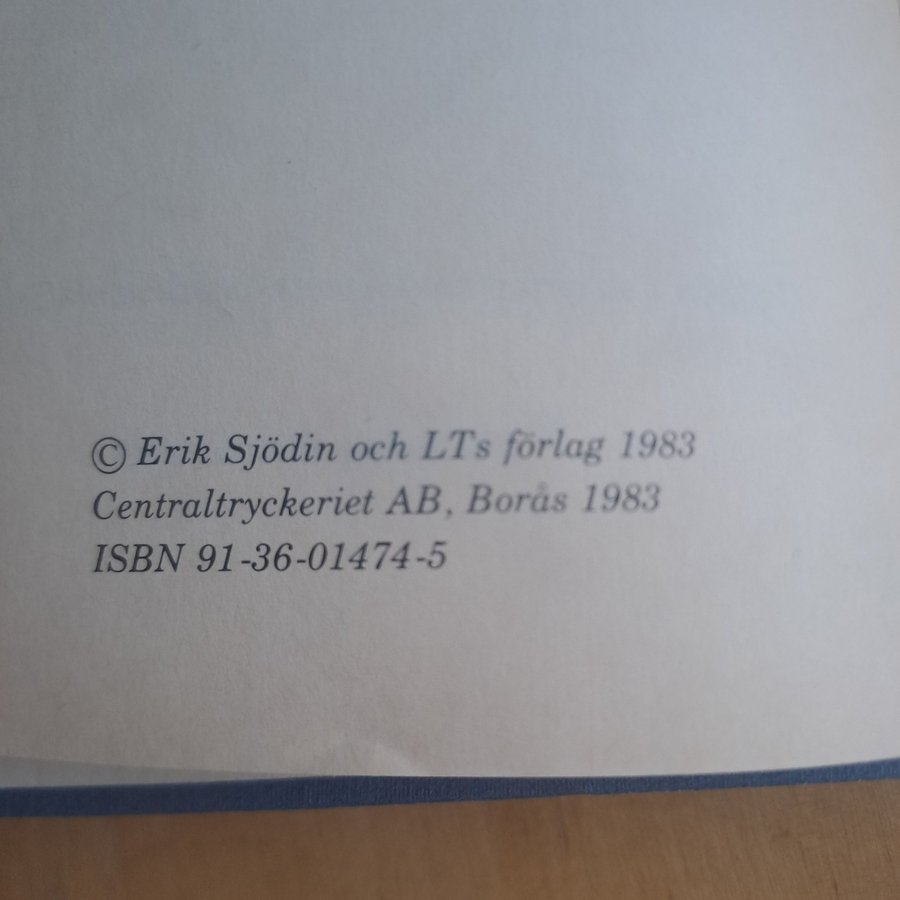 © Erik Sjödin och LTs förlag 1983
Centraltryckeriet AB, Borås 1983
ISBN 91-36-01474-5